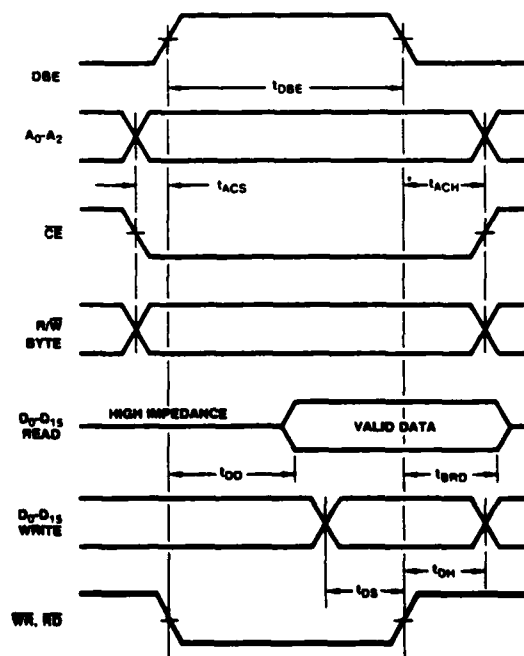 DBE
tDBE
A0-A2
tACS
tACH
CE
R/W
BYTE
D0-D15
READ
HIGH IMPEDANCE
VALID DATA
tDD
tBRD
D0-D15
WRITE
tDS
tDH
WR, RD